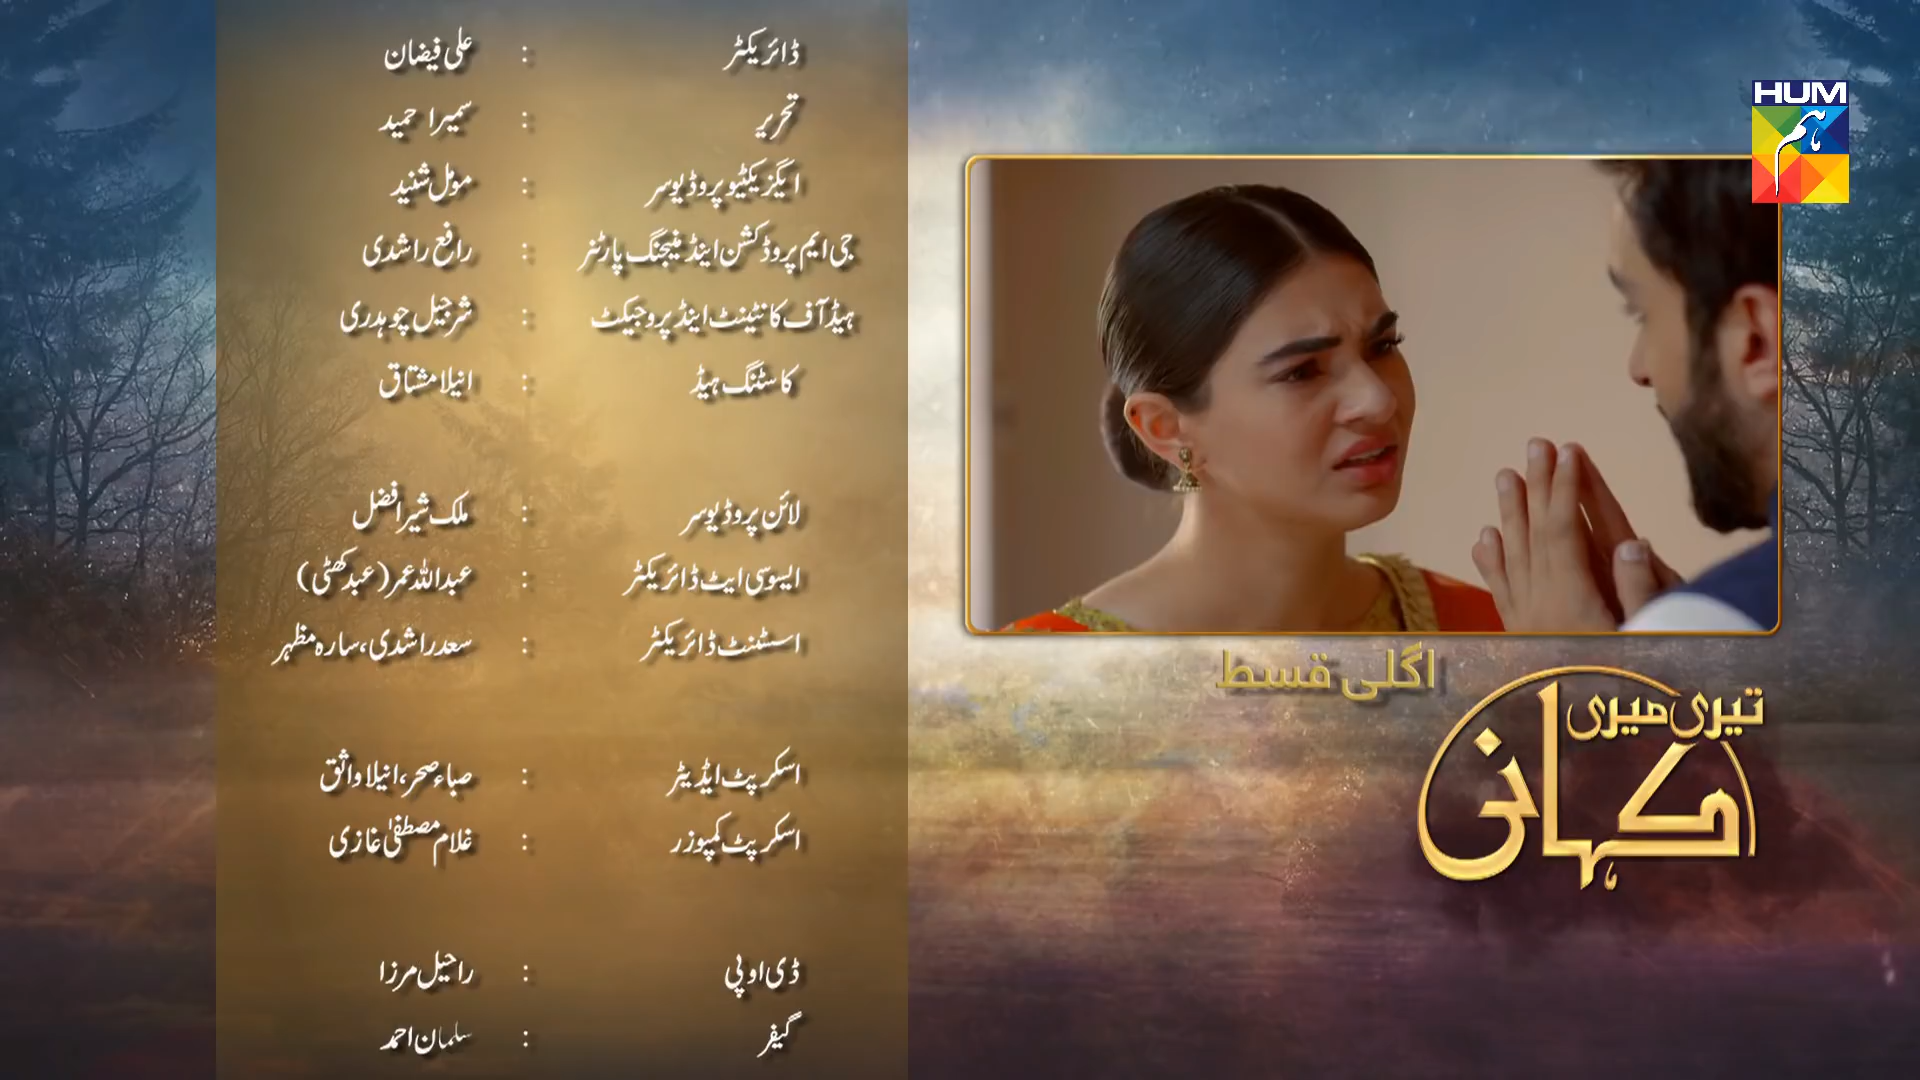 ڈائریکٹر : علی فیضان
تحریر : سمیرا حمید
ایگزیکٹیو پروڈیوسر : مومل شنید
جی ایم پروڈکشن اینڈ منیجنگ پارٹنر : رافع راشدی
ہیڈ آف کانٹینٹ اینڈ پروجیکٹ : شرجیل چوہدری
کاسٹنگ ہیڈ : انیلا مشتاق
لائن پروڈیوسر : ملک شیر افضل
ایسوسی ایٹ ڈائریکٹر : عبداللہ عمر (عبد کھٹی)
اسسٹنٹ ڈائریکٹر : سعد راشدی، سارہ مظہر
اسکرپٹ ایڈیٹر : صباء صحر، انیلا واثق
اسکرپٹ کمپوزر : غلام مصطفیٰ غازی
ڈی او پی : راحیل مرزا
گیفر : سلمان احمد
HUM
ہم
اگلی قسط
تیری میری
کہانی